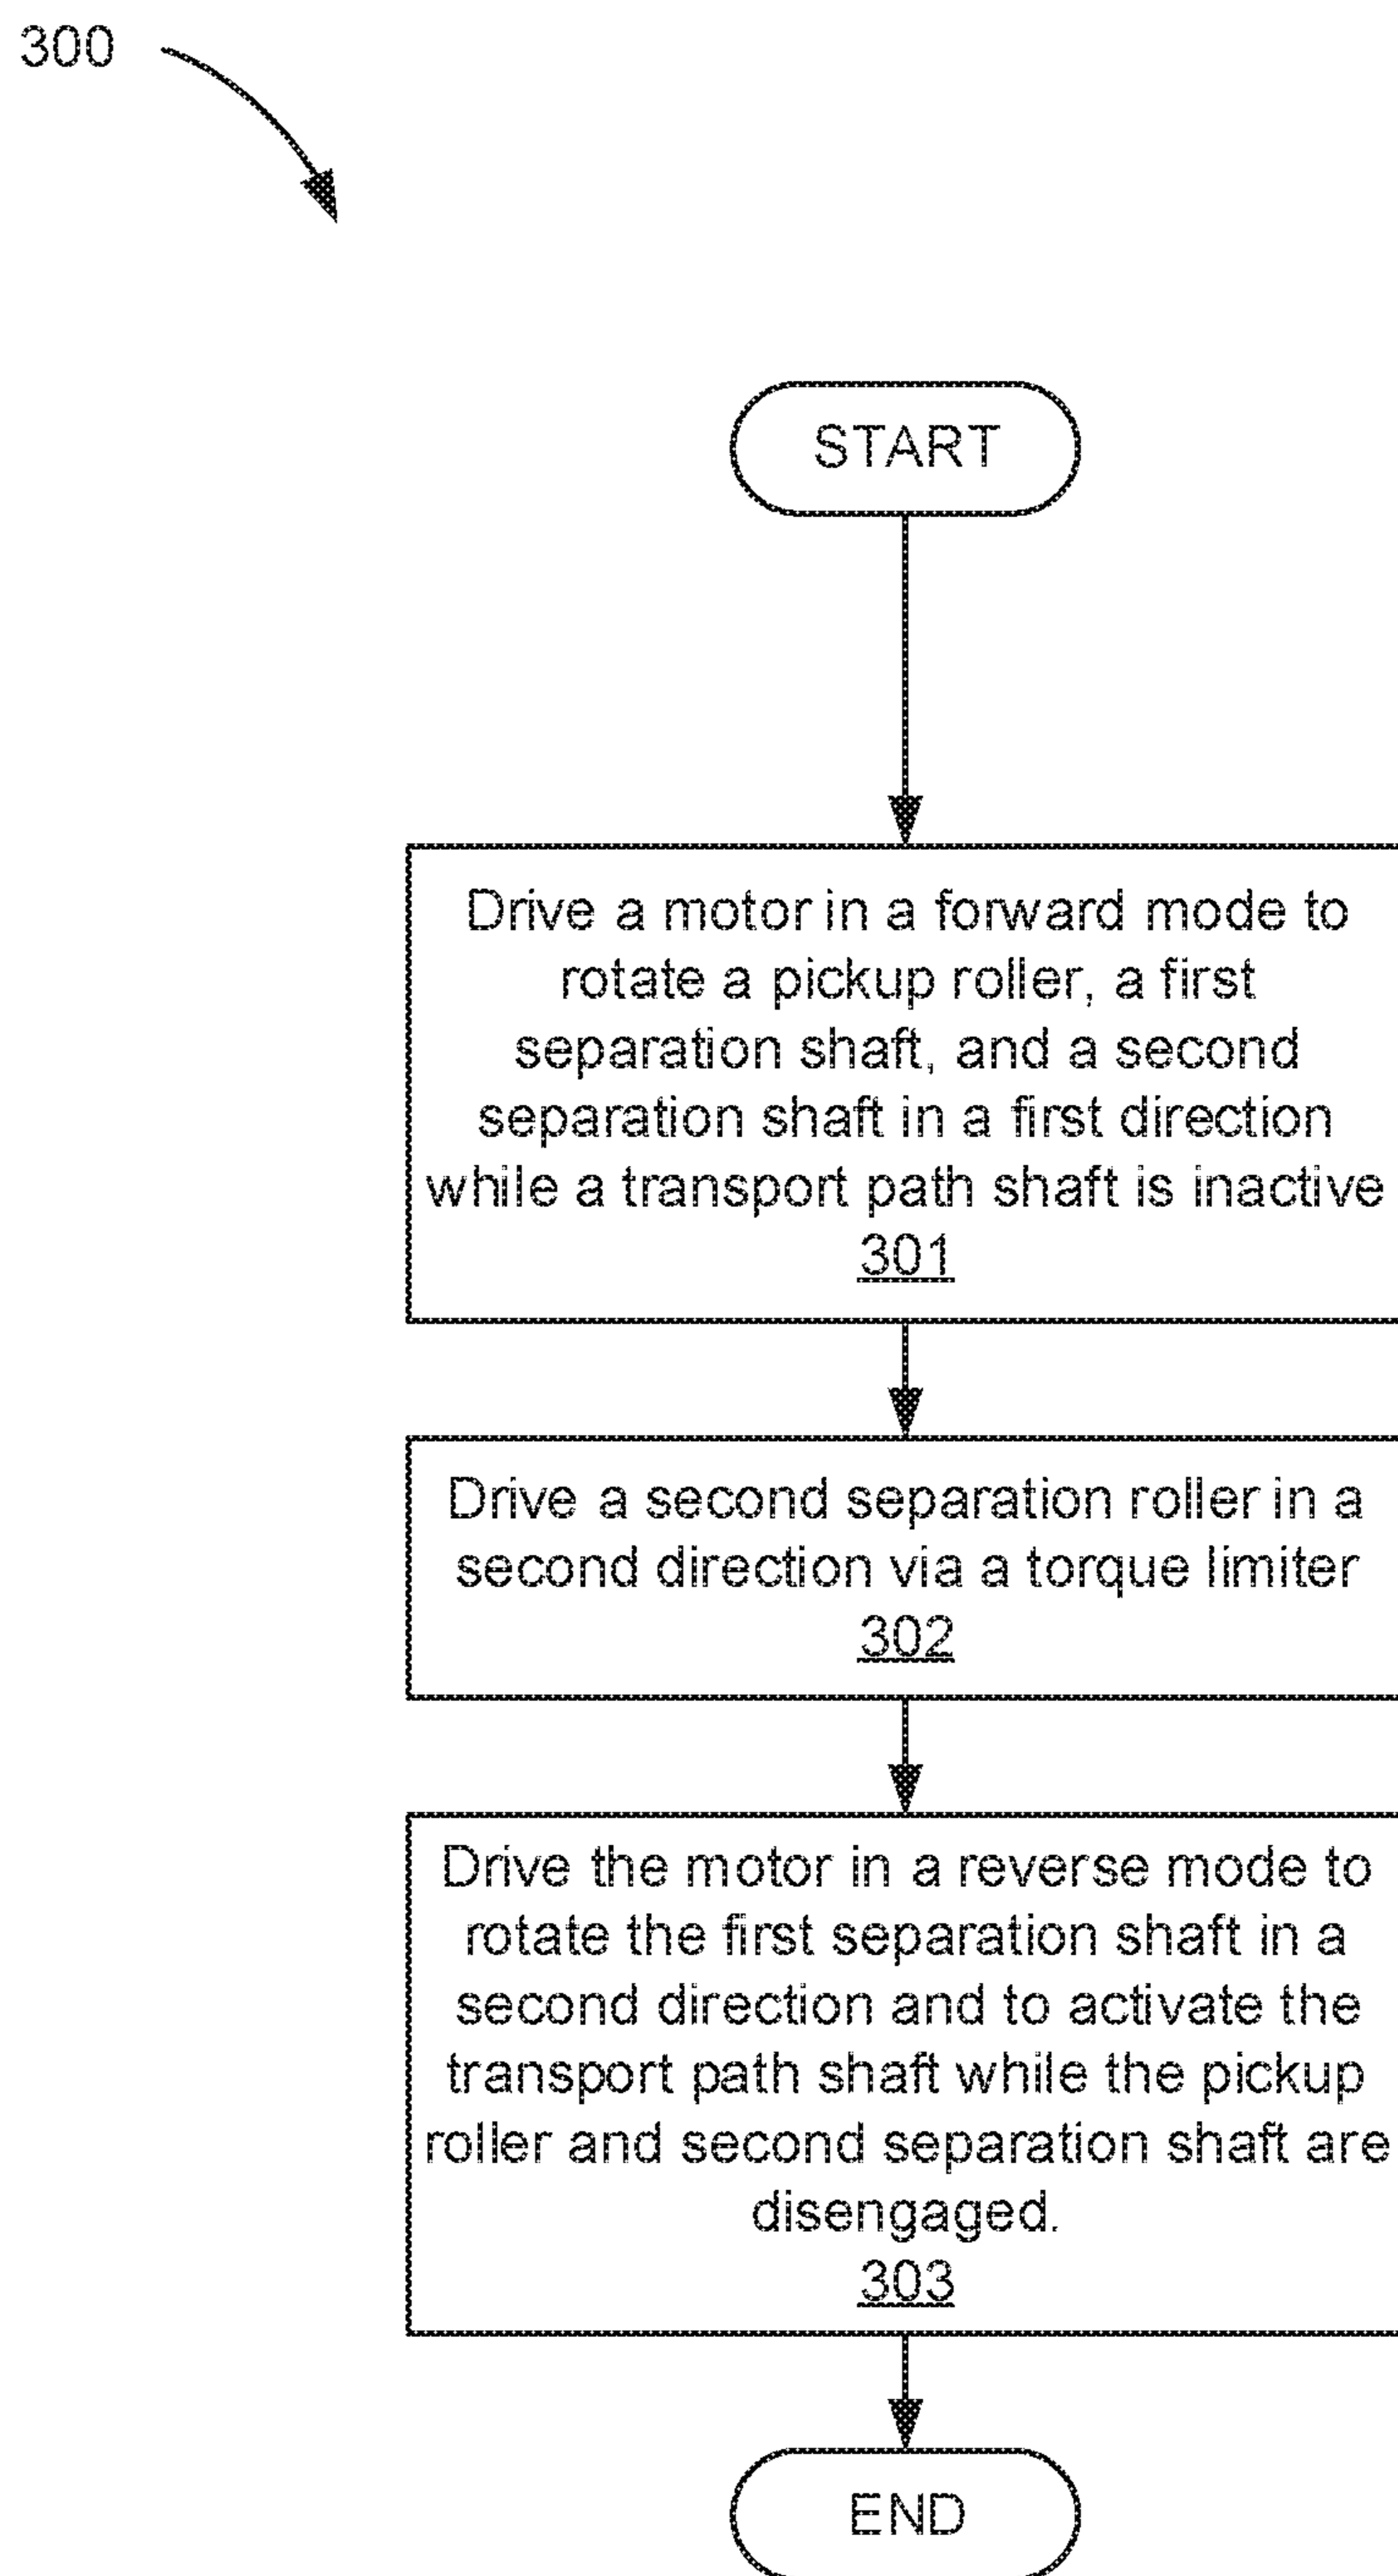 300
START
Drive a motor in a forward mode to
rotate a pickup roller, a first
separation shaft, and a second
separation shaft in a first direction
while a transport path shaft is inactive
301
Drive a second separation roller in a
second direction via a torque limiter
302
Drive the motor in a reverse mode to
rotate the first separation shaft in a
second direction and to activate the
transport path shaft while the pickup
roller and second separation shaft are
disengaged.
303
END